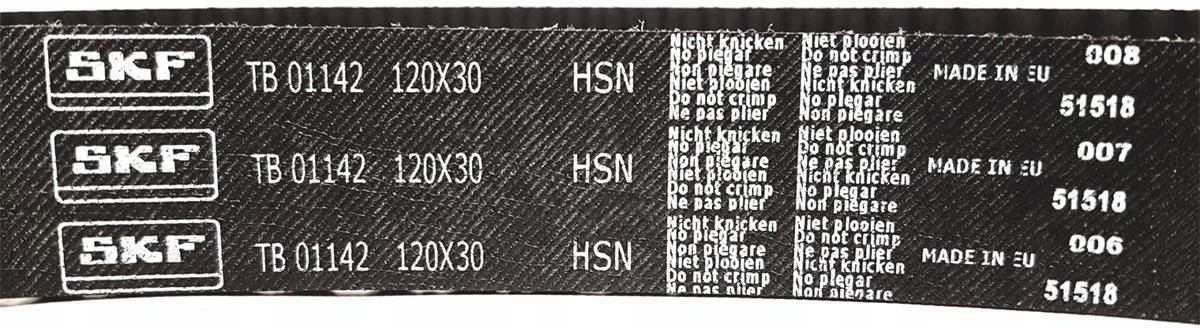 SKF TB 01142 120X30 HSN
Nicht knicken Niet plooien
No plegar Do not crimp
Non piegare Ne pas plier
Niet plooien Nicht knicken
Do not crimp No plegar
Ne pas plier Non piegare
MADE IN EU 008
51518
SKF TB 01142 120X30 HSN
Nicht knicken Niet plooien
No plegar Do not crimp
Non piegare Ne pas plier
Niet plooien Nicht knicken
Do not crimp No plegar
Ne pas plier Non piegare
MADE IN EU 007
51518
SKF TB 01142 120X30 HSN
Nicht knicken Niet plooien
No plegar Do not crimp
Non piegare Ne pas plier
Niet plooien Nicht knicken
Do not crimp No plegar
Ne pas plier Non piegare
MADE IN EU 006
51518